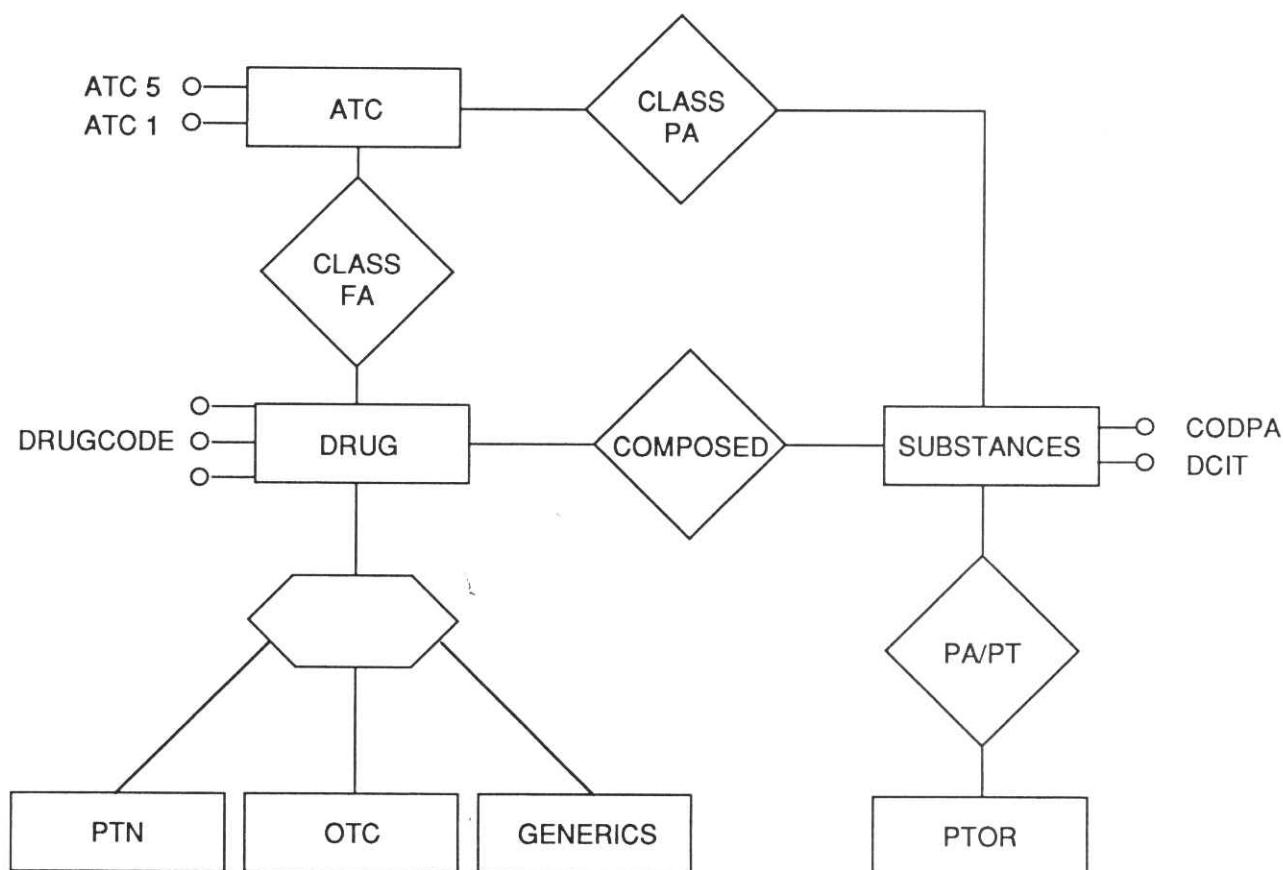 ATC 5
ATC 1
ATC
CLASS
PA
CLASS
FA
DRUGCODE
DRUG
COMPOSED
SUBSTANCES
CODPA
DCIT
PA/PT
PTN
OTC
GENERICS
PTOR